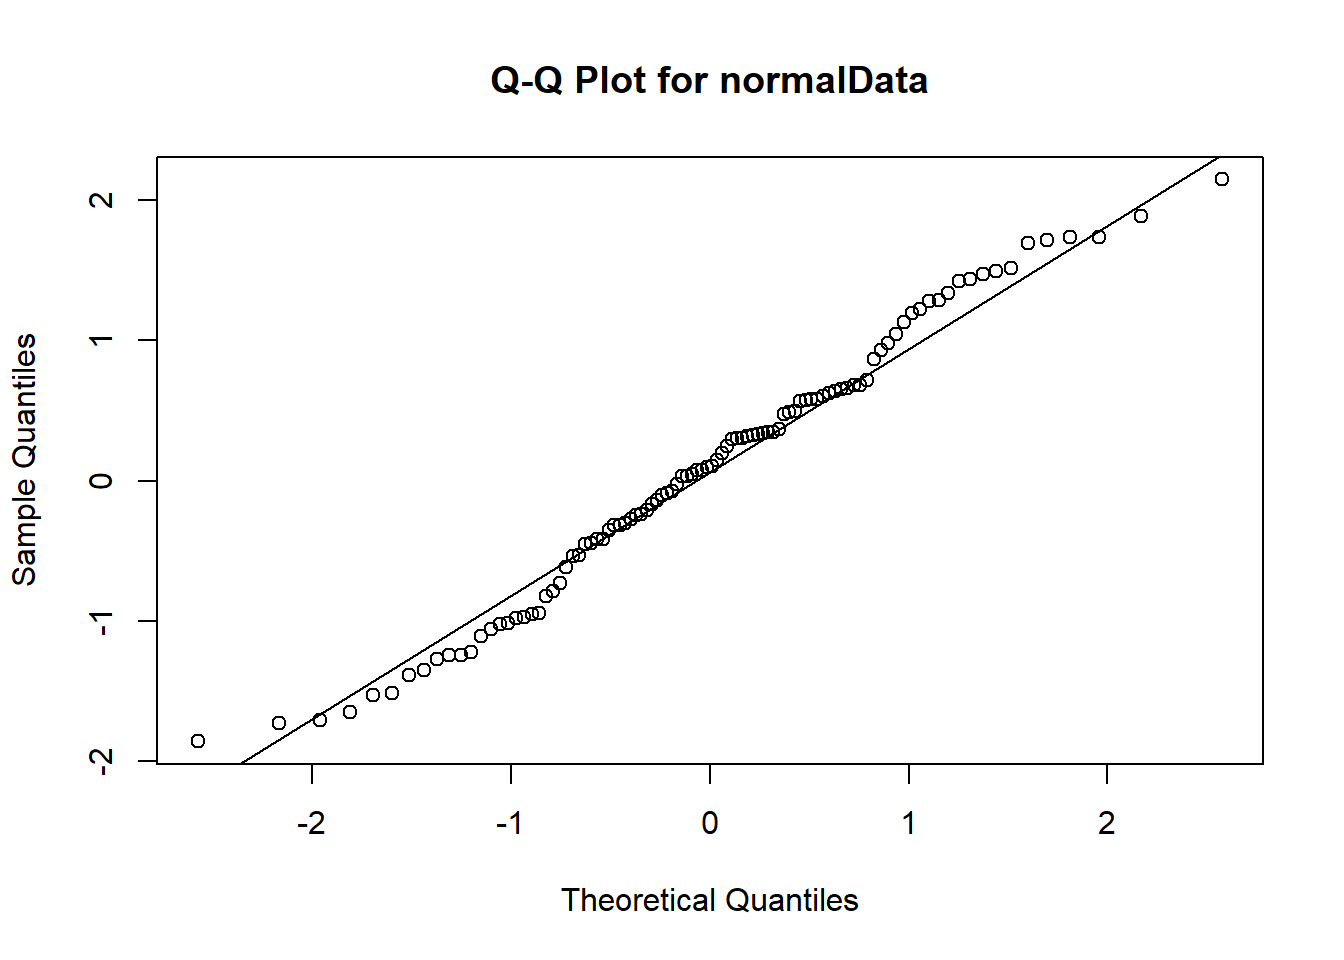 Q-Q Plot for normalData
Sample Quantiles
2
1
0
-1
-2
-2 -1 0 1 2
Theoretical Quantiles